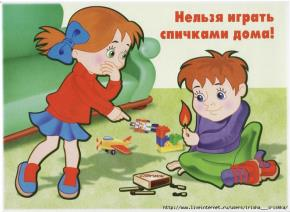 Нельзя играть
спичками дома!